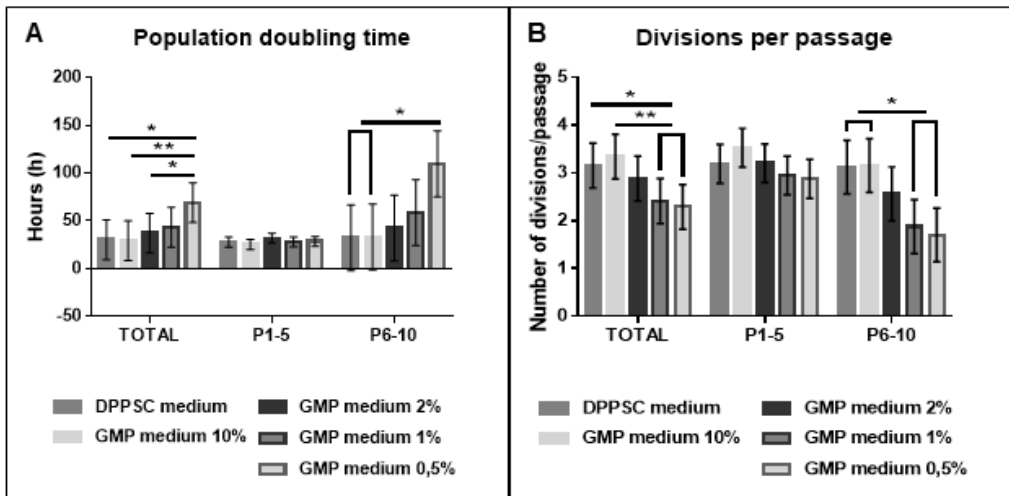 A Population doubling time
200
150
100
50
0
-50
Hours (h)
*
**
*
*
TOTAL P1-5 P6-10
DPPSC medium GMP medium 2%
GMP medium 10% GMP medium 1%
GMP medium 0,5%
B Divisions per passage
5
4
3
2
1
0
Number of divisions/passage
*
**
*
TOTAL P1-5 P6-10
DPPSC medium GMP medium 2%
GMP medium 10% GMP medium 1%
GMP medium 0,5%